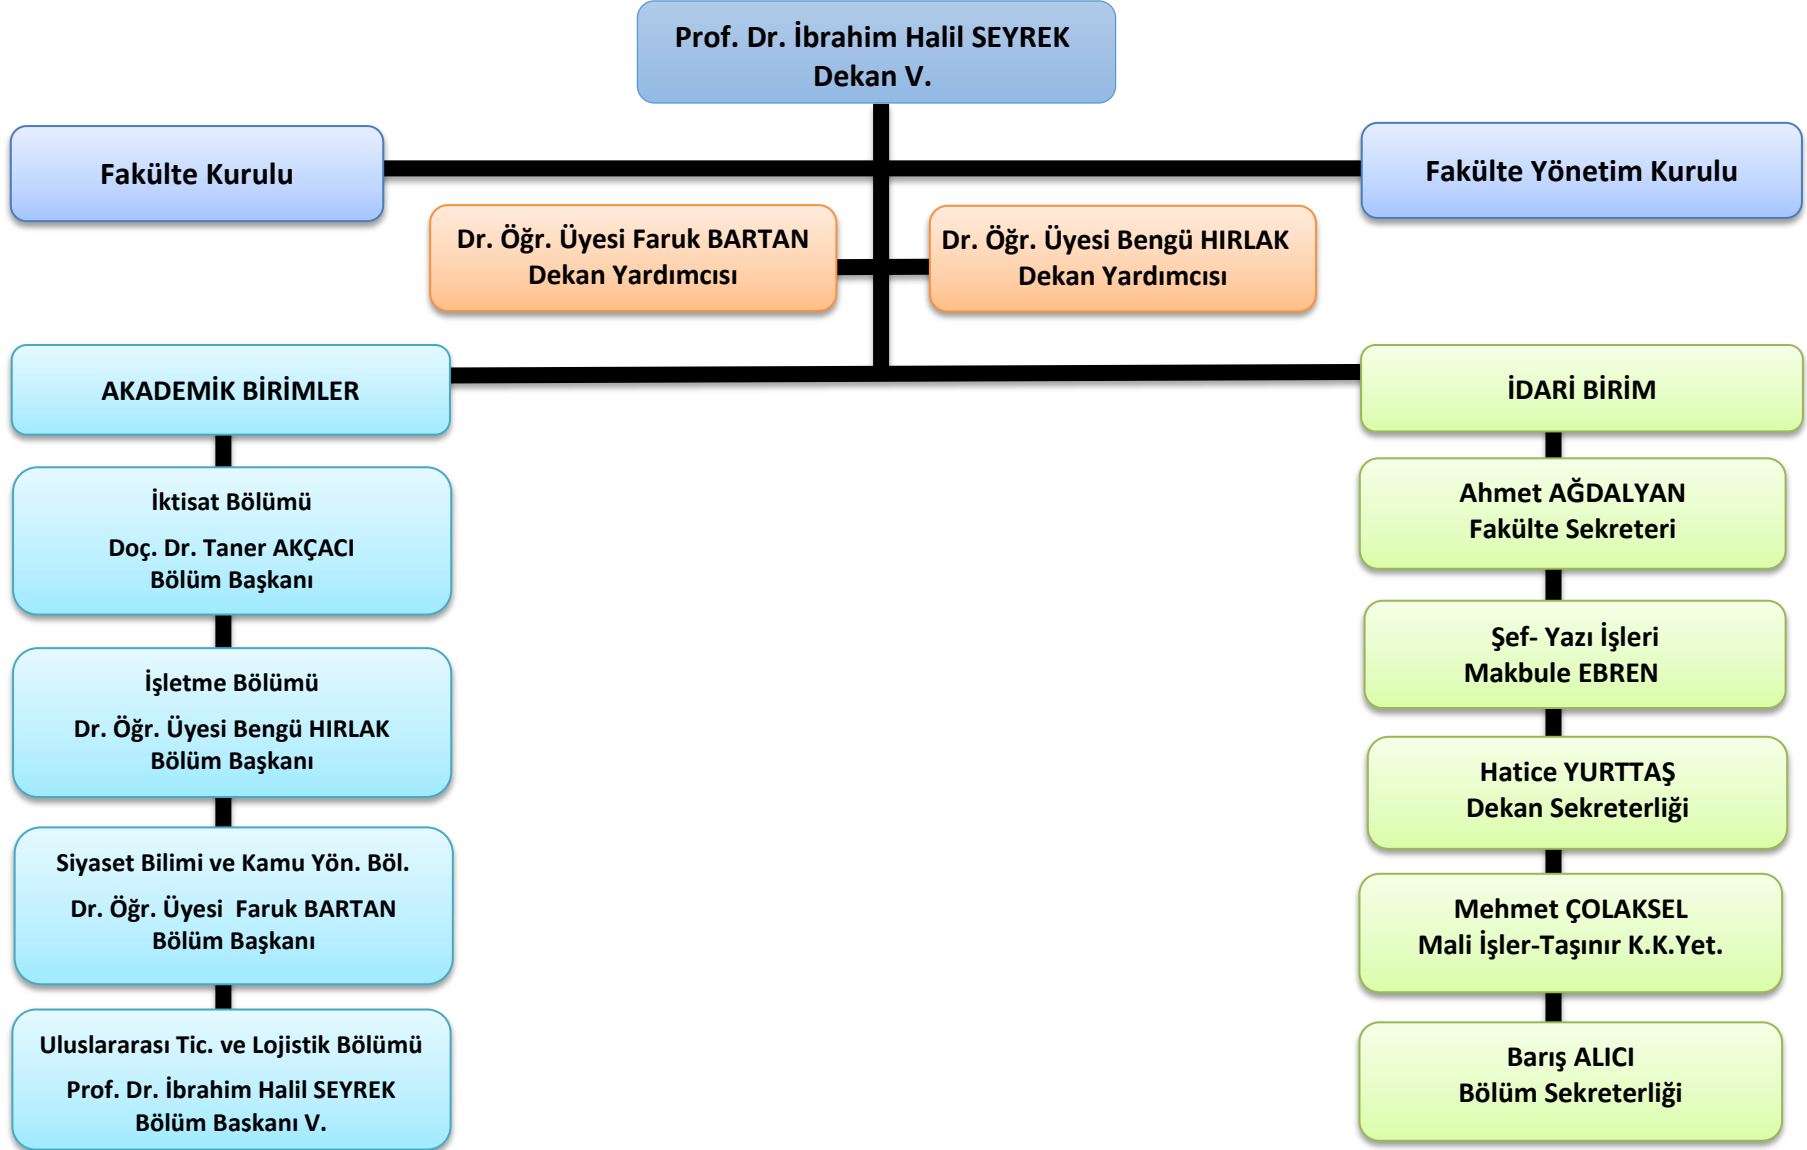 Prof. Dr. İbrahim Halil SEYREK
Dekan V.
Fakülte Kurulu
Fakülte Yönetim Kurulu
Dr. Öğr. Üyesi Faruk BARTAN
Dekan Yardımcısı
Dr. Öğr. Üyesi Bengü HIRLAK
Dekan Yardımcısı
AKADEMİK BİRİMLER
İktisat Bölümü
Doç. Dr. Taner AKÇACI
Bölüm Başkanı
İşletme Bölümü
Dr. Öğr. Üyesi Bengü HIRLAK
Bölüm Başkanı
Siyaset Bilimi ve Kamu Yön. Böl.
Dr. Öğr. Üyesi Faruk BARTAN
Bölüm Başkanı
Uluslararası Tic. ve Lojistik Bölümü
Prof. Dr. İbrahim Halil SEYREK
Bölüm Baskanı V.
İDARİ BİRİM
Ahmet AĞDALYAN
Fakülte Sekreteri
Şef- Yazı İşleri
Makbule EBREN
Hatice YURTTAŞ
Dekan Sekreterliği
Mehmet ÇOLAKSEL
Mali İşler-Taşınır K.K.Yet.
Barış ALICI
Bölüm Sekreterliği